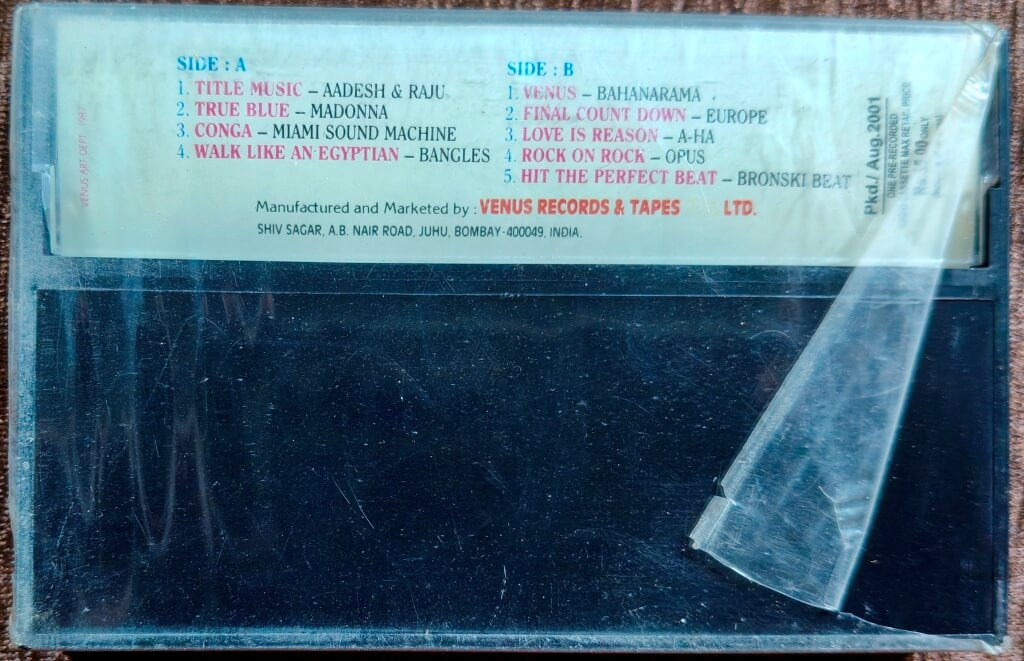 SIDE : A
1. TITLE MUSIC – AADESH & RAJU
2. TRUE BLUE – MADONNA
3. CONGA – MIAMI SOUND MACHINE
4. WALK LIKE AN EGYPTIAN – BANGLES
SIDE : B
1. VENUS – BAHANARAMA
2. FINAL COUNT DOWN – EUROPE
3. LOVE IS REASON – A-HA
4. ROCK ON ROCK – OPUS
5. HIT THE PERFECT BEAT – BRONSKI BEAT
Manufactured and Marketed by : VENUS RECORDS & TAPES LTD.
SHIV SAGAR, A.B. NAIR ROAD, JUHU, BOMBAY-400049, INDIA.
VENUS ART DEPT. 1987
Pkd./ Aug.2001
ONE PRE-RECORDED
CASSETTE MAX RETAIL PRICE
ONLY